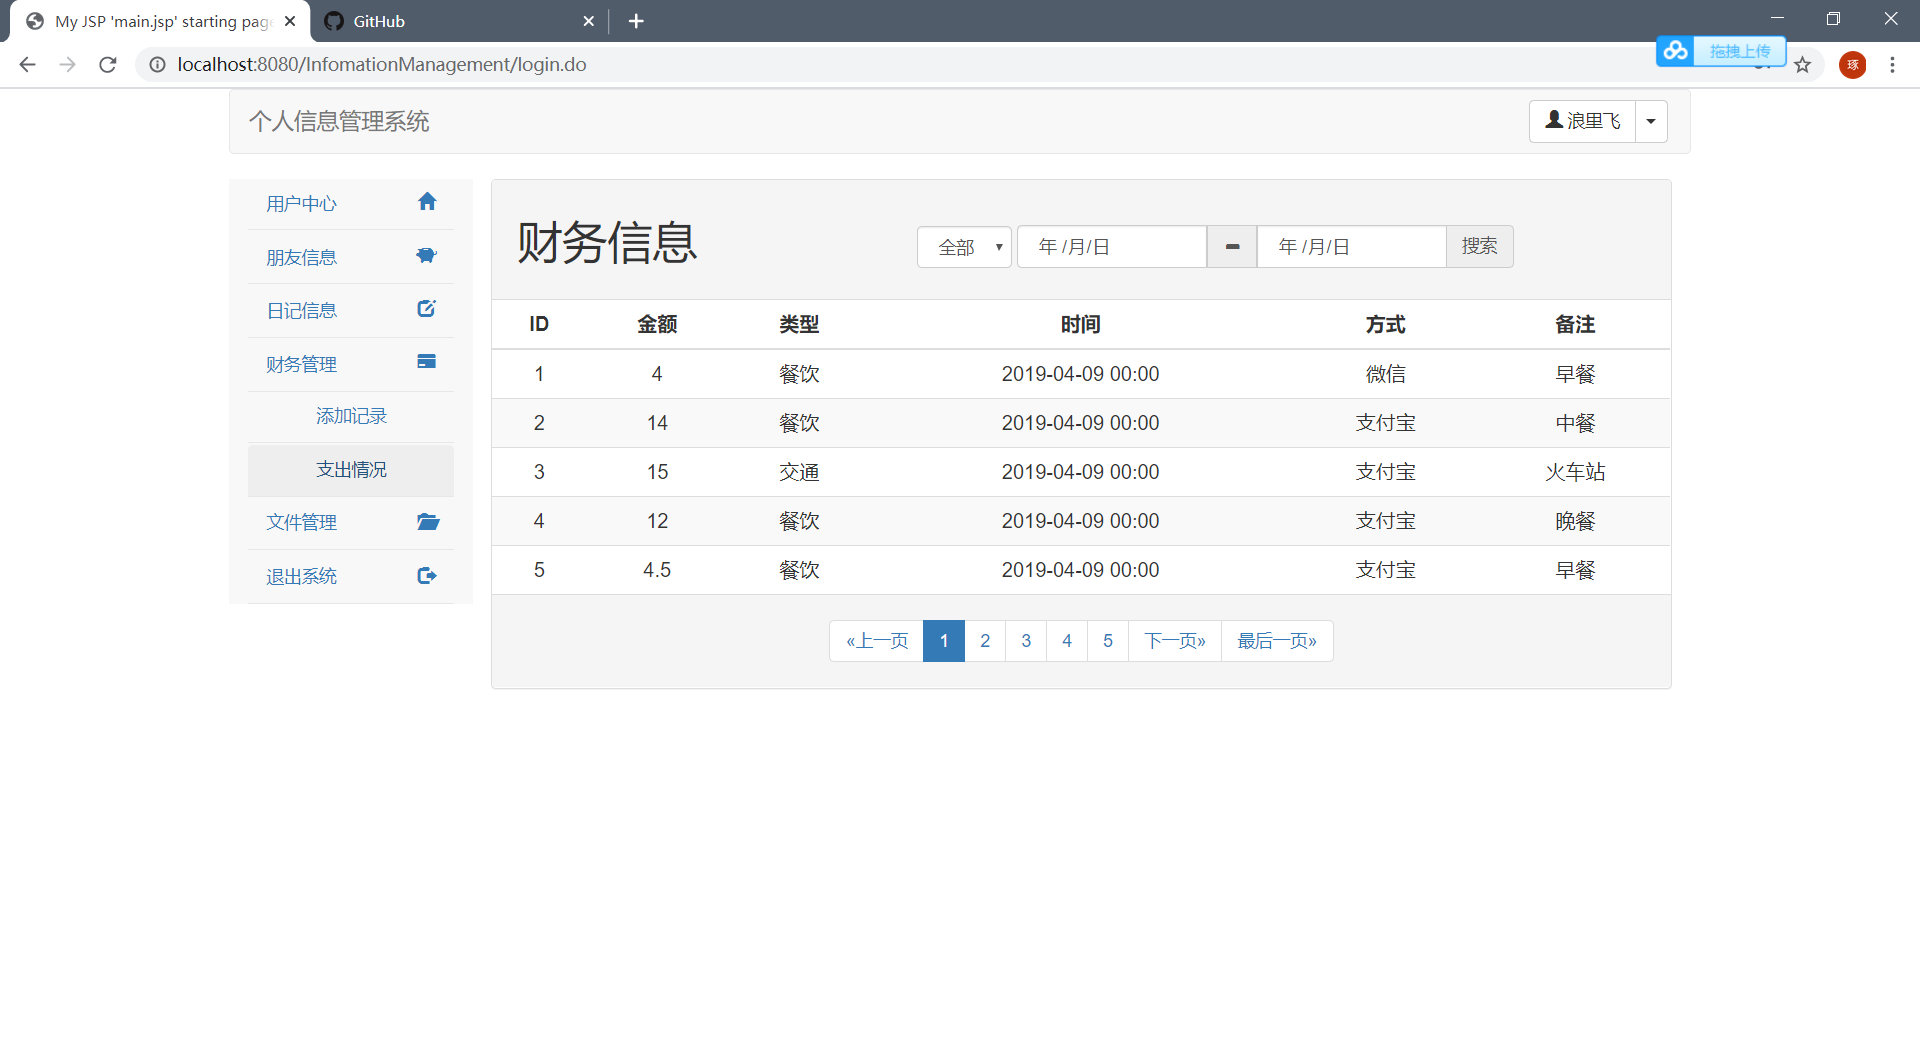 My JSP 'main.jsp' starting page
GitHub
localhost:8080/InfomationManagement/login.do
拖拽上传
琢
个人信息管理系统
浪里飞
用户中心
朋友信息
日记信息
财务管理
添加记录
支出情况
文件管理
退出系统
财务信息
全部
年 /月/日
年 /月/日
搜索
ID 金额 类型 时间 方式 备注
1 4 餐饮 2019-04-09 00:00 微信 早餐
2 14 餐饮 2019-04-09 00:00 支付宝 中餐
3 15 交通 2019-04-09 00:00 支付宝 火车站
4 12 餐饮 2019-04-09 00:00 支付宝 晚餐
5 4.5 餐饮 2019-04-09 00:00 支付宝 早餐
«上一页 1 2 3 4 5 下一页» 最后一页»